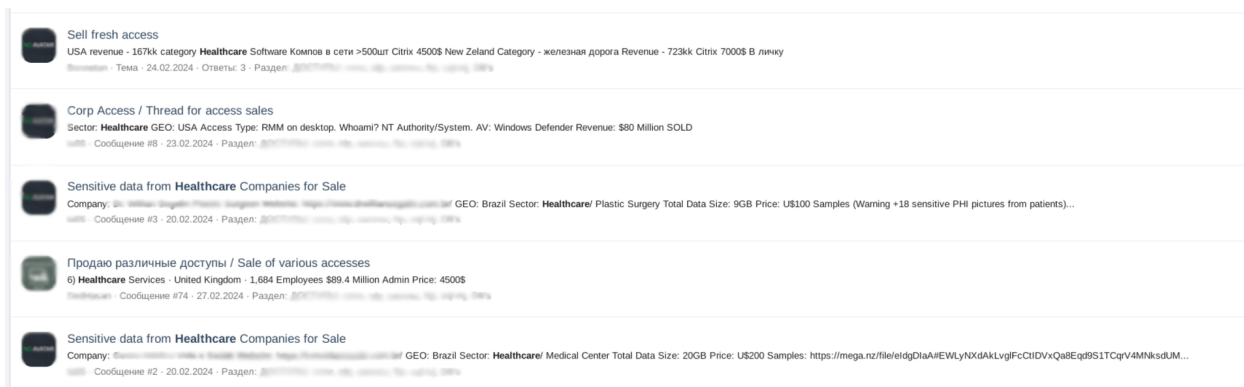 Sell fresh access
USA revenue - 167kk category Healthcare Software Компов в сети >500шт Citrix 4500$ New Zeland Category - железная дорога Revenue - 723kk Citrix 7000$ В личку
· Тема · 24.02.2024 · Ответы: 3 · Раздел:
Corp Access / Thread for access sales
Sector: Healthcare GEO: USA Access Type: RMM on desktop. Whoami? NT Authority/System. AV: Windows Defender Revenue: $80 Million SOLD
· Сообщение #8 · 23.02.2024 · Раздел:
Sensitive data from Healthcare Companies for Sale
Company: GEO: Brazil Sector: Healthcare/ Plastic Surgery Total Data Size: 9GB Price: U$100 Samples (Warning +18 sensitive PHI pictures from patients)...
· Сообщение #3 · 20.02.2024 · Раздел:
Продаю различные доступы / Sale of various accesses
6) Healthcare Services · United Kingdom · 1,684 Employees $89.4 Million Admin Price: 4500$
· Сообщение #74 · 27.02.2024 · Раздел:
Sensitive data from Healthcare Companies for Sale
Company: GEO: Brazil Sector: Healthcare/ Medical Center Total Data Size: 20GB Price: U$200 Samples:
· Сообщение #2 · 20.02.2024 · Раздел: